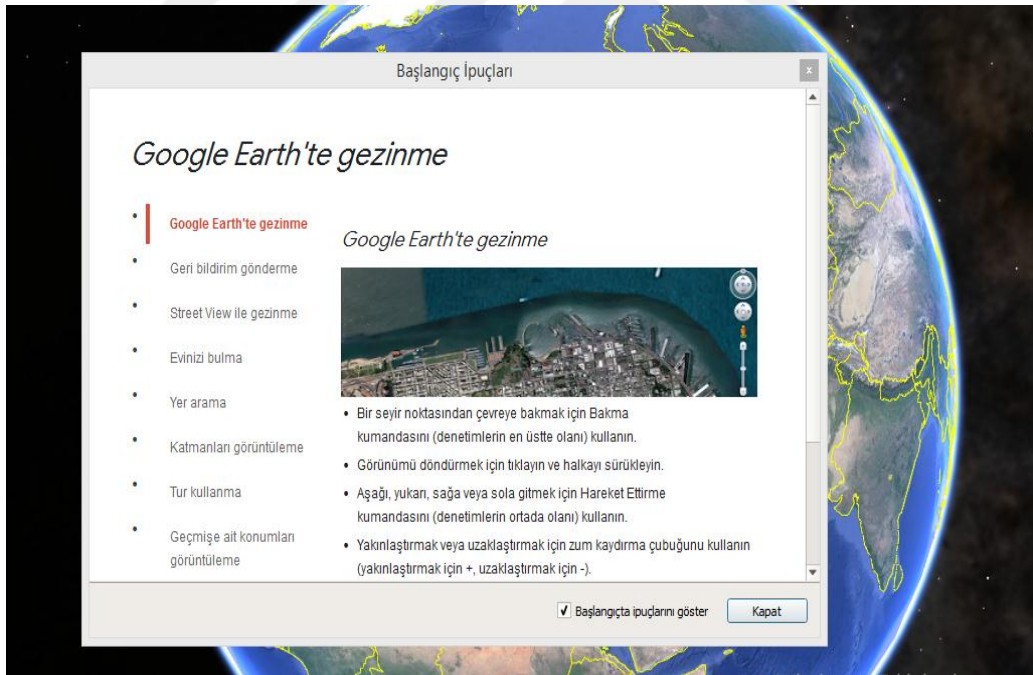 Başlangıç İpuçları
x
Google Earth'te gezinme
Google Earth'te gezinme
Geri bildirim gönderme
Street View ile gezinme
Evinizi bulma
Yer arama
Katmanları görüntüleme
Tur kullanma
Geçmişe ait konumları
görüntüleme
Google Earth'te gezinme
• Bir seyir noktasından çevreye bakmak için Bakma
kumandasını (denetimlerin en üstte olanı) kullanın.
• Görünümü döndürmek için tıklayın ve halkayı sürükleyin.
• Aşağı, yukarı, sağa veya sola gitmek için Hareket Ettirme
kumandasını (denetimlerin ortada olanı) kullanın.
• Yakınlaştırmak veya uzaklaştırmak için zum kaydırma çubuğunu kullanın
(yakınlaştırmak için +, uzaklaştırmak için -).
Başlangıçta ipuçlarını göster
Kapat